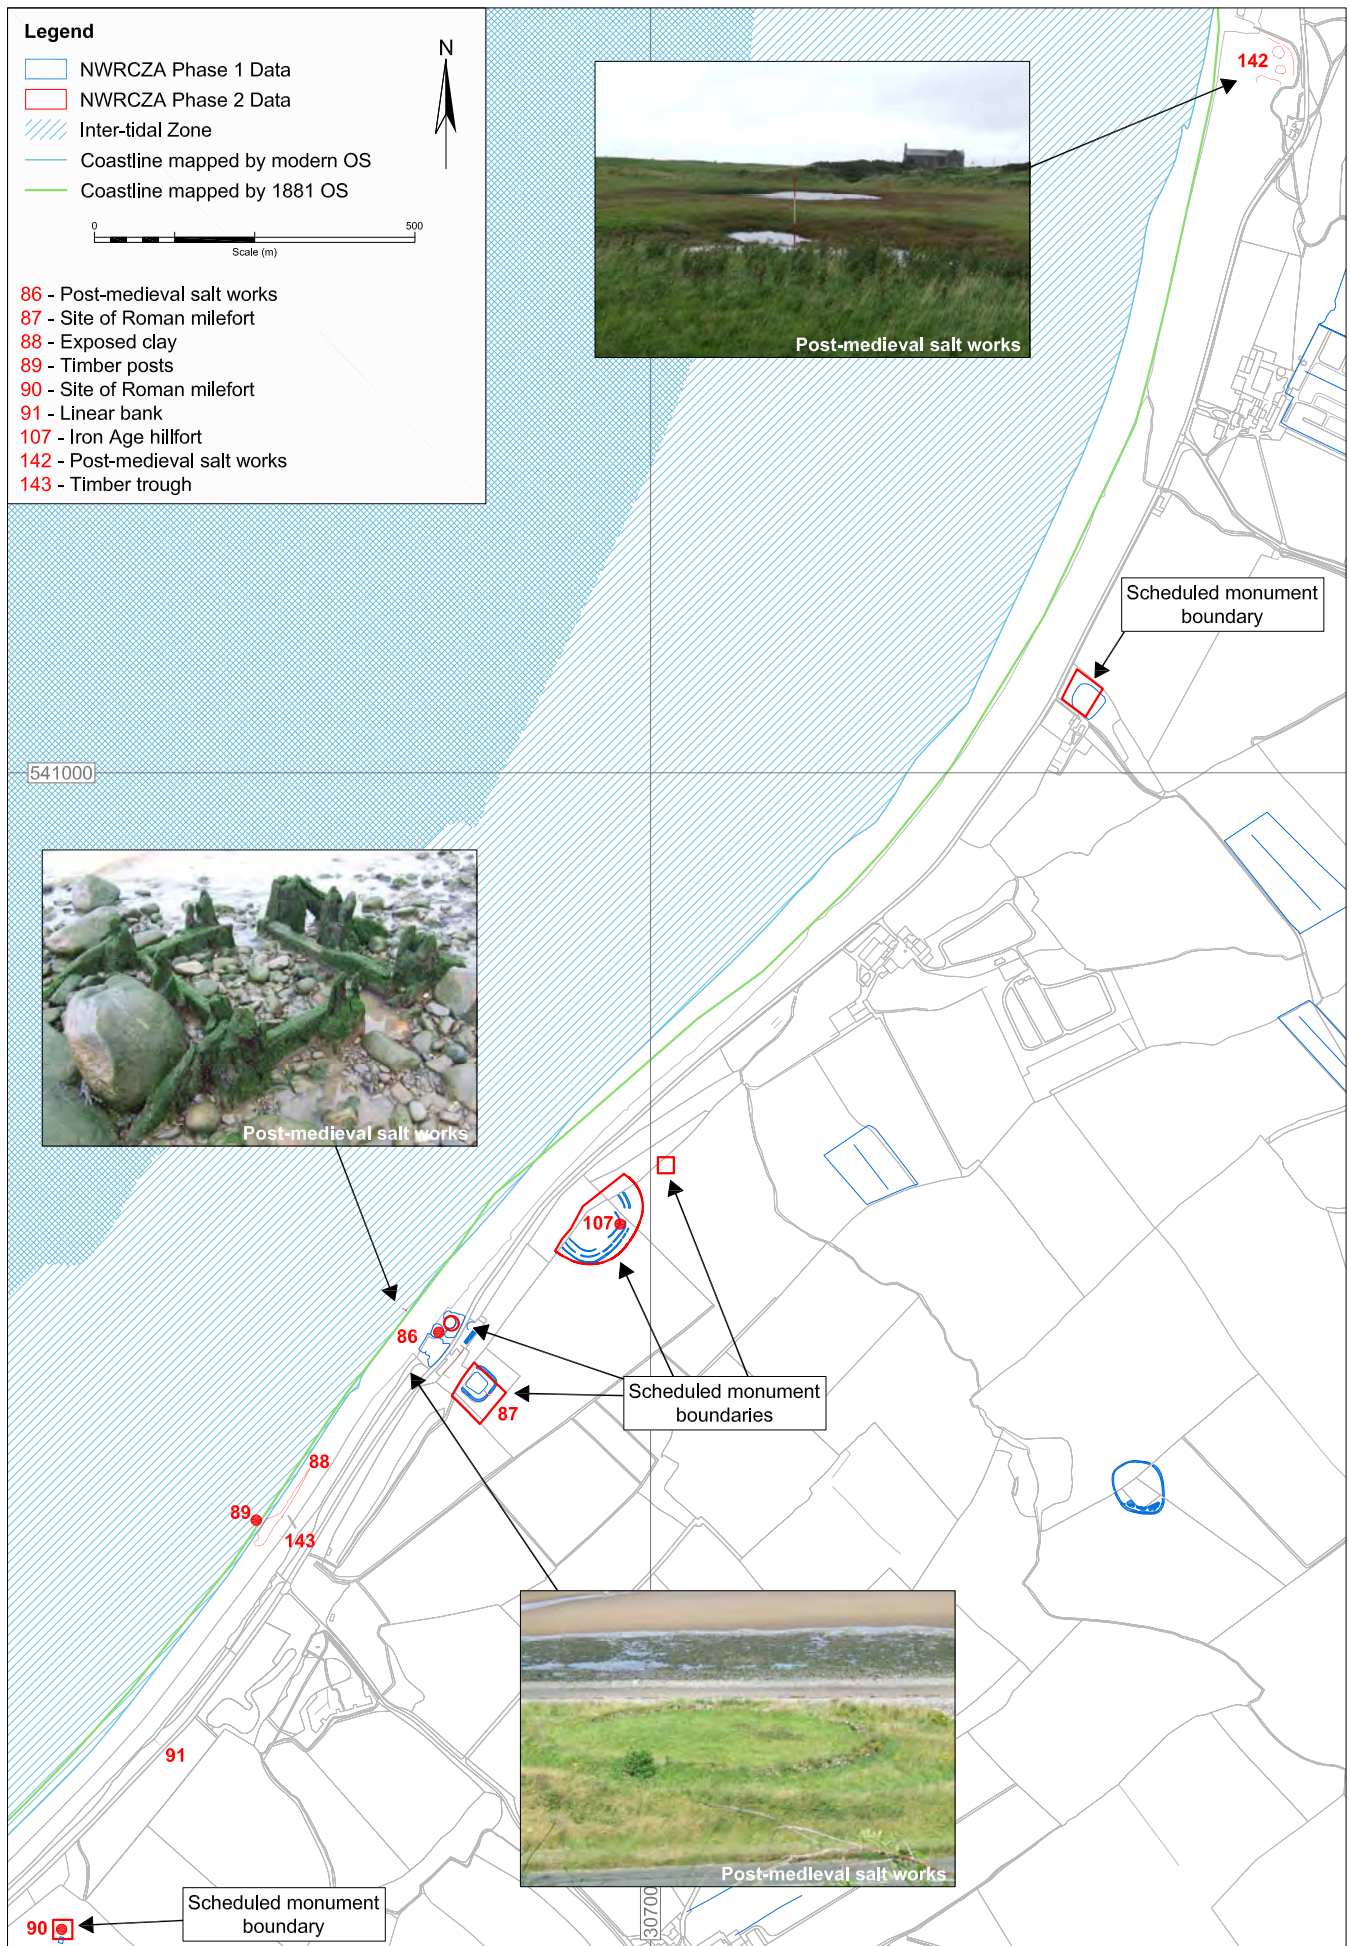 Legend
N
NWRCZA Phase 1 Data
NWRCZA Phase 2 Data
Inter-tidal Zone
Coastline mapped by modern OS
Coastline mapped by 1881 OS
0 500
Scale (m)
86 - Post-medieval salt works
87 - Site of Roman milefort
88 - Exposed clay
89 - Timber posts
90 - Site of Roman milefort
91 - Linear bank
107 - Iron Age hillfort
142 - Post-medieval salt works
143 - Timber trough
142
Post-medieval salt works
Scheduled monument
boundary
541000
Post-medieval salt works
107
86
Scheduled monument
boundaries
87
88
89
143
91
Post-medieval salt works
30700
Scheduled monument
boundary
90